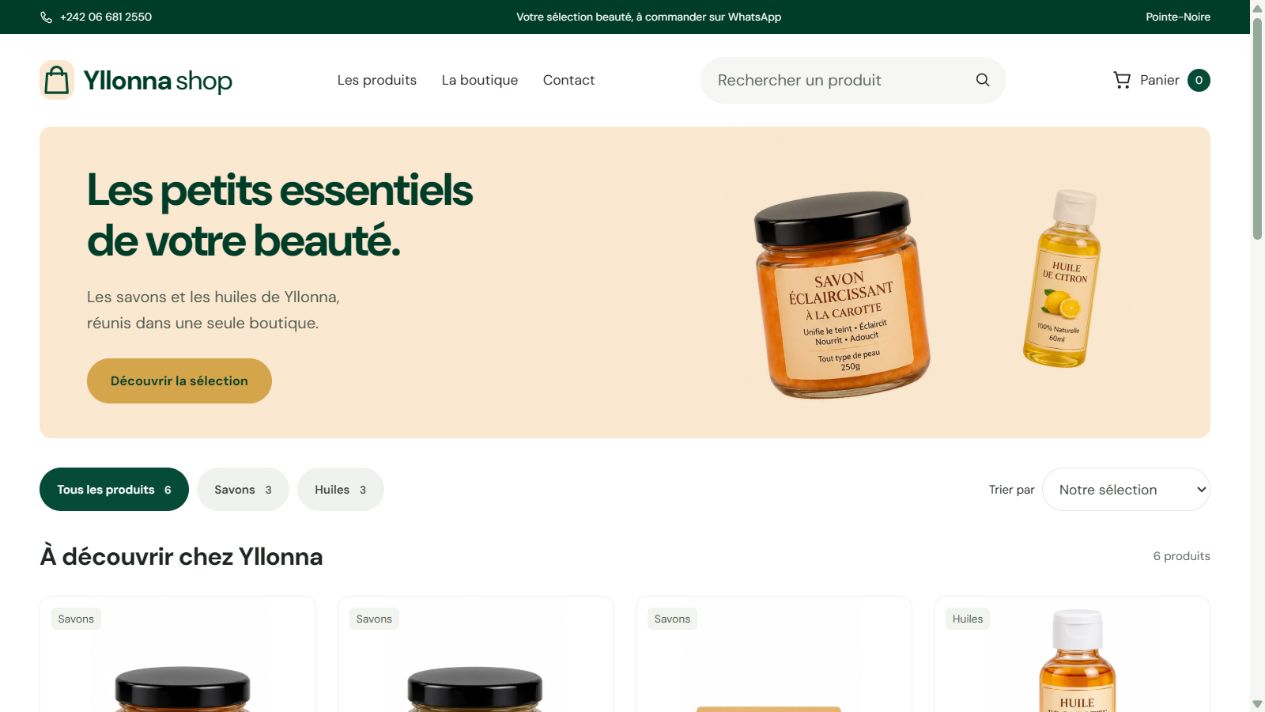 +242 06 681 2550
Votre sélection beauté, à commander sur WhatsApp
Pointe-Noire
Yllonna shop
Les produits
La boutique
Contact
Rechercher un produit
Panier
0
Les petits essentiels
de votre beauté.
Les savons et les huiles de Yllonna,
réunis dans une seule boutique.
Découvrir la sélection
SAVON
ÉCLAIRCISSANT
À LA CAROTTE
Unifie le teint • Éclaircit
Nourrit • Adoucit
Tout type de peau
250g
HUILE
DE CITRON
100% Naturelle
60ml
Tous les produits 6
Savons 3
Huiles 3
Trier par
Notre sélection
À découvrir chez Yllonna
6 produits
Savons
Savons
Savons
Huiles
HUILE